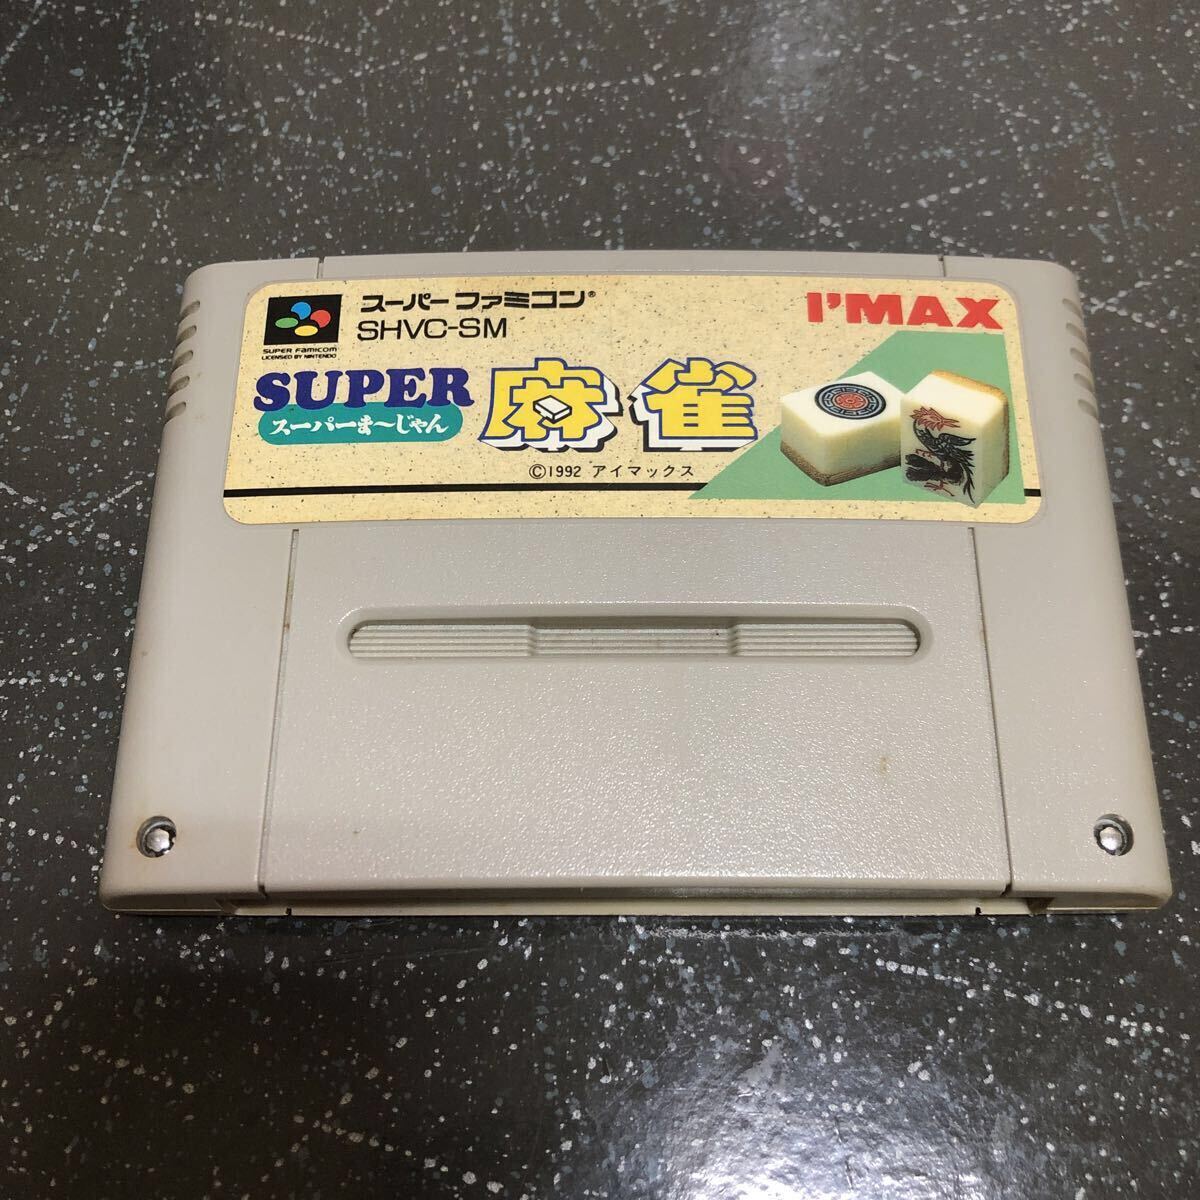 スーパーファミコン®
SHVC-SM
I'MAX
SUPER FAMICOM
LICENSED BY NINTENDO
SUPER 麻雀
スーパーま〜じゃん
©1992 アイマックス